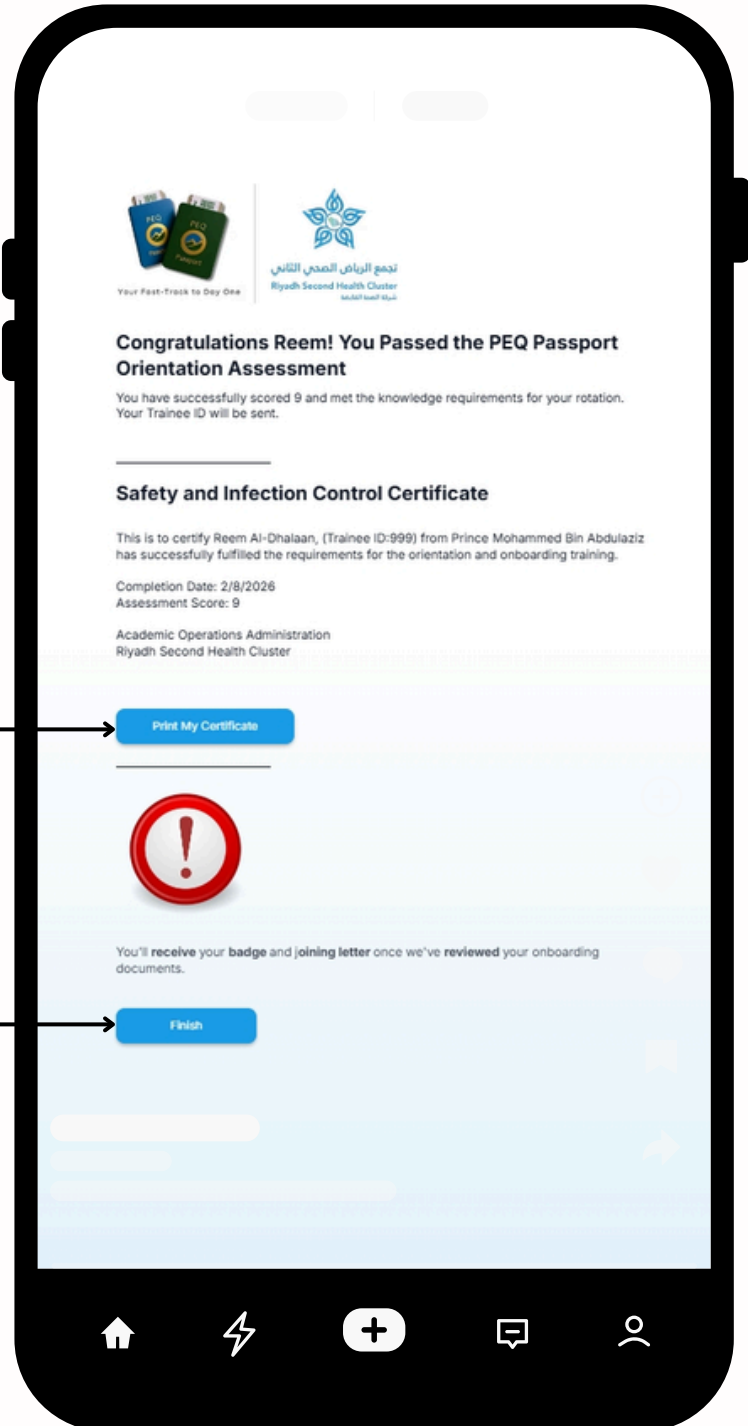 PEQ
PEQ
Passport
Your Fast-Track to Day One
تجمع الرياض الصحي الثاني
Riyadh Second Health Cluster
شركة الصحة القابضة
Congratulations Reem! You Passed the PEQ Passport
Orientation Assessment
You have successfully scored 9 and met the knowledge requirements for your rotation.
Your Trainee ID will be sent.
Safety and Infection Control Certificate
This is to certify Reem Al-Dhalaan, (Trainee ID:999) from Prince Mohammed Bin Abdulaziz
has successfully fulfilled the requirements for the orientation and onboarding training.
Completion Date: 2/8/2026
Assessment Score: 9
Academic Operations Administration
Riyadh Second Health Cluster
Print My Certificate
You'll receive your badge and joining letter once we've reviewed your onboarding
documents.
Finish